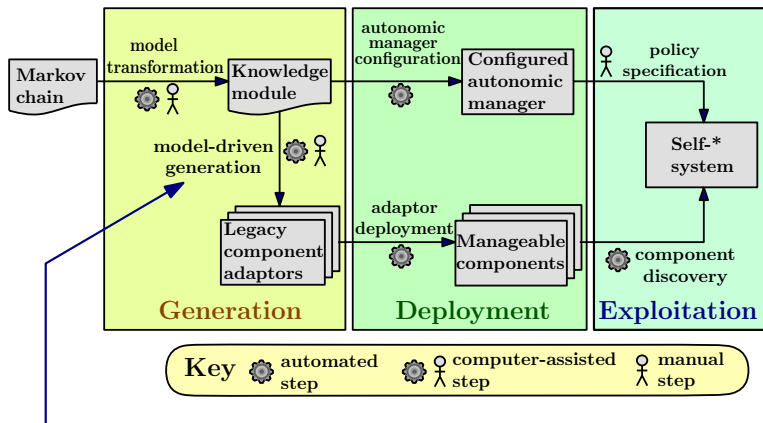 Markov
chain
model
transformation
Knowledge
module
model-driven
generation
Legacy
component
adaptors
Generation
autonomic
manager
configuration
Configured
autonomic
manager
adaptor
deployment
Manageable
components
Deployment
policy
specification
Self-*
system
component
discovery
Exploitation
Key
automated
step
computer-assisted
step
manual
step